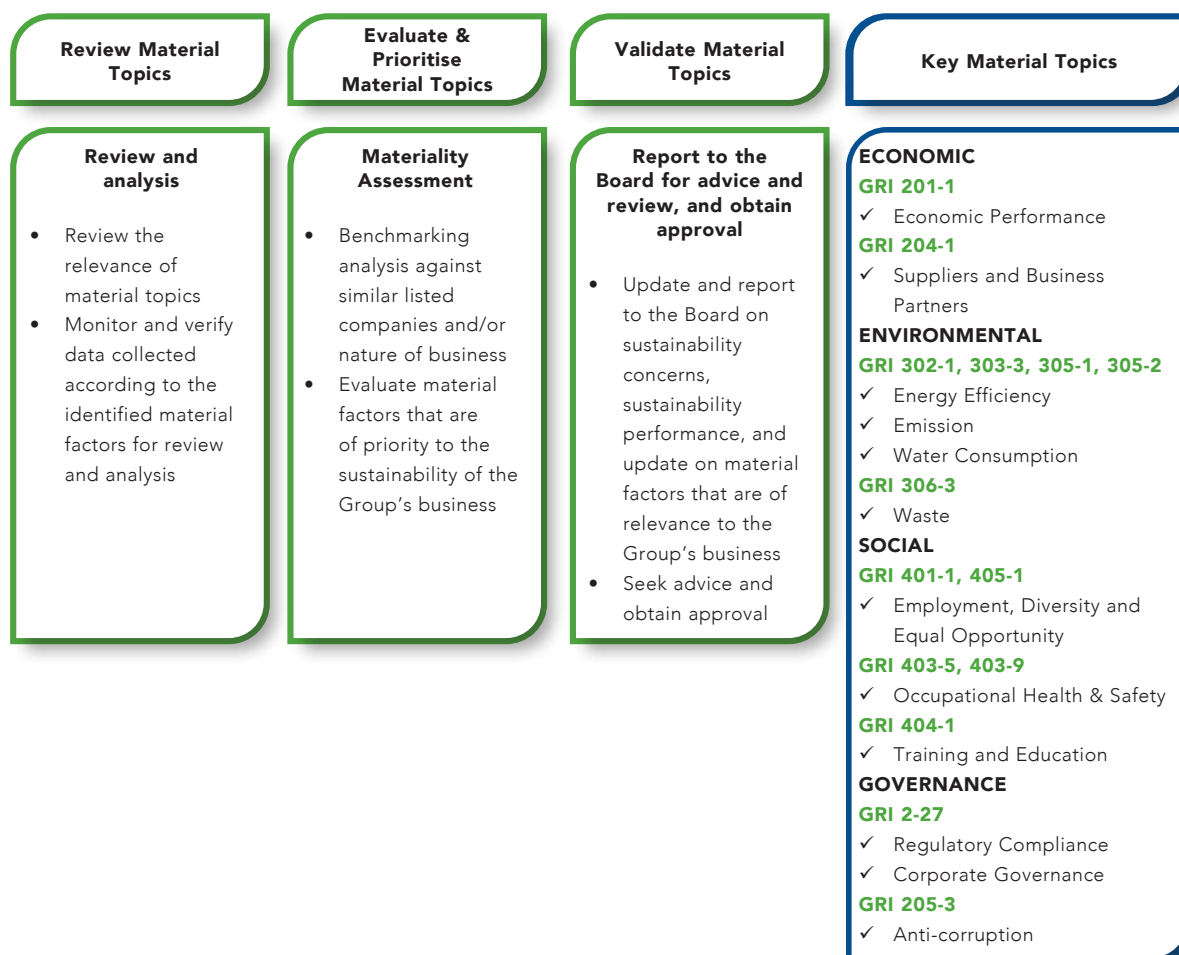 Review Material
Topics
Evaluate &
Prioritise
Material Topics
Validate Material
Topics
Key Material Topics
Review and
analysis
• Review the
relevance of
material topics
• Monitor and verify
data collected
according to the
identified material
factors for review
and analysis
Materiality
Assessment
• Benchmarking
analysis against
similar listed
companies and/or
nature of business
• Evaluate material
factors that are
of priority to the
sustainability of the
Group’s business
Report to the
Board for advice and
review, and obtain
approval
• Update and report
to the Board on
sustainability
concerns,
sustainability
performance, and
update on material
factors that are of
relevance to the
Group’s business
• Seek advice and
obtain approval
ECONOMIC
GRI 201-1
✓ Economic Performance
GRI 204-1
✓ Suppliers and Business
Partners
ENVIRONMENTAL
GRI 302-1, 303-3, 305-1, 305-2
✓ Energy Efficiency
✓ Emission
✓ Water Consumption
GRI 306-3
✓ Waste
SOCIAL
GRI 401-1, 405-1
✓ Employment, Diversity and
Equal Opportunity
GRI 403-5, 403-9
✓ Occupational Health & Safety
GRI 404-1
✓ Training and Education
GOVERNANCE
GRI 2-27
✓ Regulatory Compliance
✓ Corporate Governance
GRI 205-3
✓ Anti-corruption